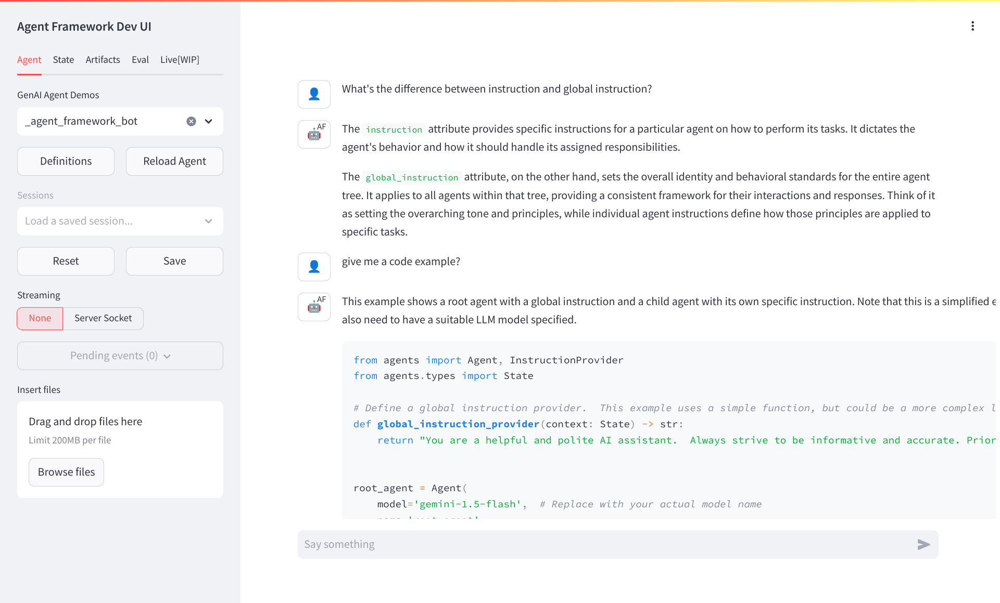 Agent Framework Dev UI
Agent State Artifacts Eval Live[WIP]
GenAI Agent Demos
_agent_framework_bot
Definitions Reload Agent
Sessions
Load a saved session...
Reset Save
Streaming
None Server Socket
Pending events (0)
Insert files
Drag and drop files here
Limit 200MB per file
Browse files
What's the difference between instruction and global instruction?
AF
The instruction attribute provides specific instructions for a particular agent on how to perform its tasks. It dictates the
agent's behavior and how it should handle its assigned responsibilities.
The global_instruction attribute, on the other hand, sets the overall identity and behavioral standards for the entire agent
tree. It applies to all agents within that tree, providing a consistent framework for their interactions and responses. Think of it
as setting the overarching tone and principles, while individual agent instructions define how those principles are applied to
specific tasks.
give me a code example?
AF
This example shows a root agent with a global instruction and a child agent with its own specific instruction. Note that this is a simplified
also need to have a suitable LLM model specified.
from agents import Agent, InstructionProvider
from agents.types import State
# Define a global instruction provider.  This example uses a simple function, but could be a more complex
def global_instruction_provider(context: State) -> str:
    return "You are a helpful and polite AI assistant.  Always strive to be informative and accurate.
root_agent = Agent(
    model='gemini-1.5-flash',  # Replace with your actual model name
Say something